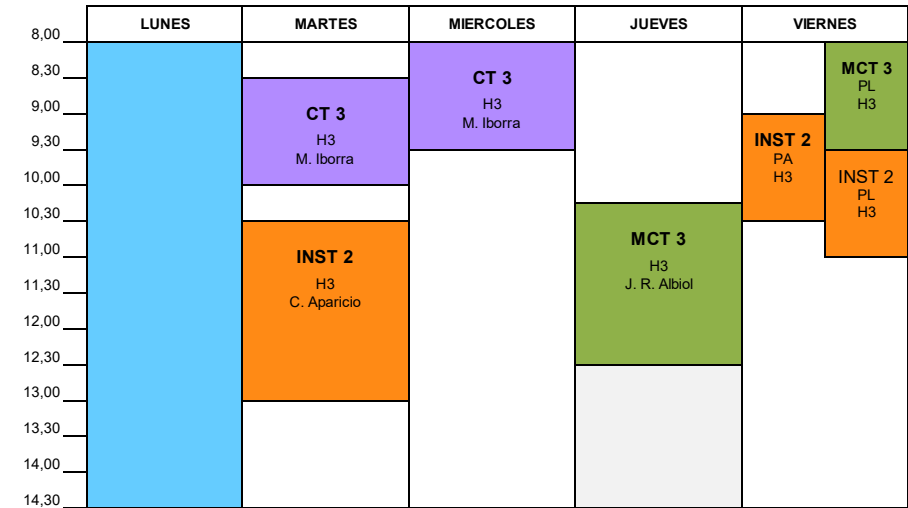 LUNES MARTES MIERCOLES JUEVES VIERNES
8,00
8,30
9,00
9,30
10,00
10,30
11,00
11,30
12,00
12,30
13,00
13,30
14,00
14,30
CT 3
H3
M. Iborra
INST 2
H3
C. Aparicio
CT 3
H3
M. Iborra
MCT 3
H3
J. R. Albiol
INST 2
PA
H3
MCT 3
PL
H3
INST 2
PL
H3